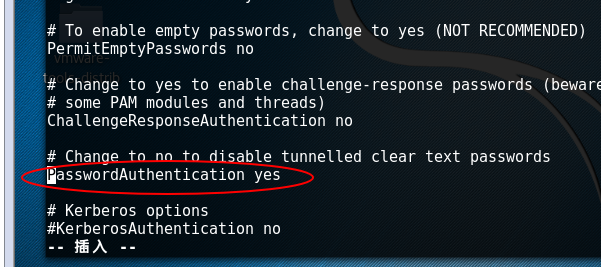 # To enable empty passwords, change to yes (NOT RECOMMENDED)
PermitEmptyPasswords no
# Change to yes to enable challenge-response passwords (beware
# some PAM modules and threads)
ChallengeResponseAuthentication no
# Change to no to disable tunnelled clear text passwords
PasswordAuthentication yes
# Kerberos options
#KerberosAuthentication no
-- 插入 --